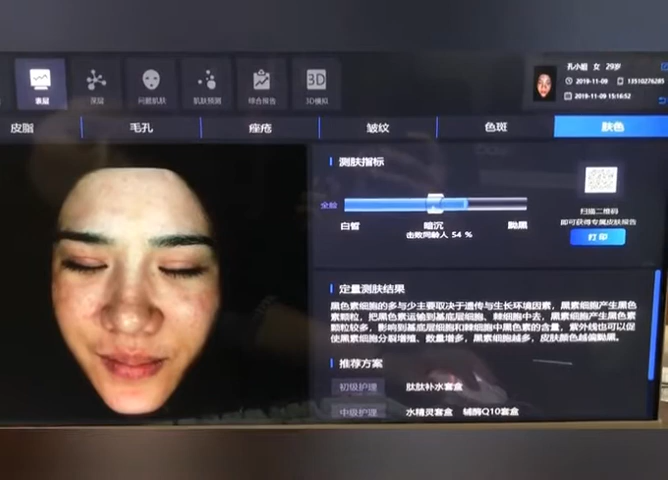 表层
深层
问题肌肤
肌肤预测
综合报告
3D
3D模拟
孔小姐 女 29岁
2019-11-09
13510276285
2019-11-09 15:16:52
皮脂
毛孔
痤疮
皱纹
色斑
肤色
测肤指标
全脸
白皙
暗沉
黝黑
击败同龄人 54 %
扫描二维码
即可获得专属皮肤报告
打印
定量测肤结果
黑色素细胞的多与少主要取决于遗传与生长环境因素，黑素细胞产生黑色
素颗粒，把黑色素运输到基底层细胞、棘细胞中去，黑素细胞产生黑色素
颗粒较多，影响到基底层细胞和棘细胞中黑色素的含量，紫外线也可以促
使黑素细胞分裂增殖，数量增多，黑素细胞越多，皮肤颜色越偏黝黑。
推荐方案
初级护理
肽肽补水套盒
中级护理
水精灵套盒 辅酶Q10套盒